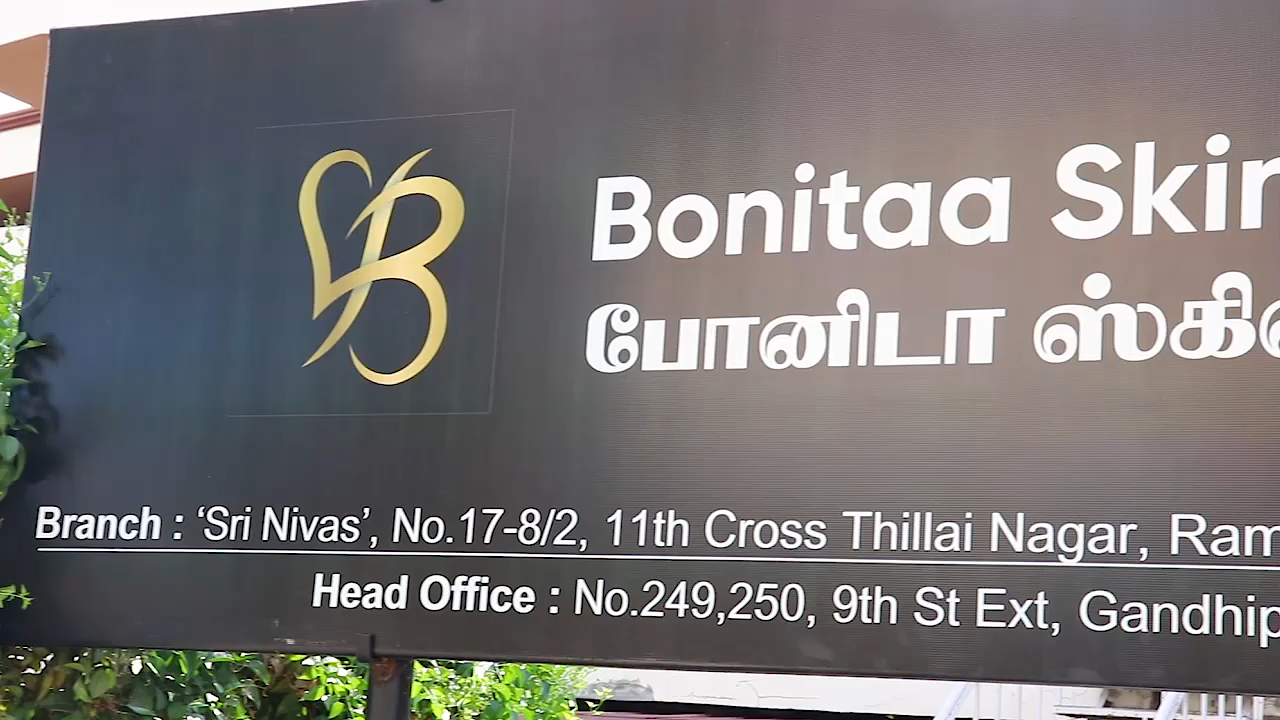 Bonitaa Skin
போனிடா ஸ்கி
Branch : ‘Sri Nivas’, No.17-8/2, 11th Cross Thillai Nagar, Ram
Head Office : No.249,250, 9th St Ext, Gandhip